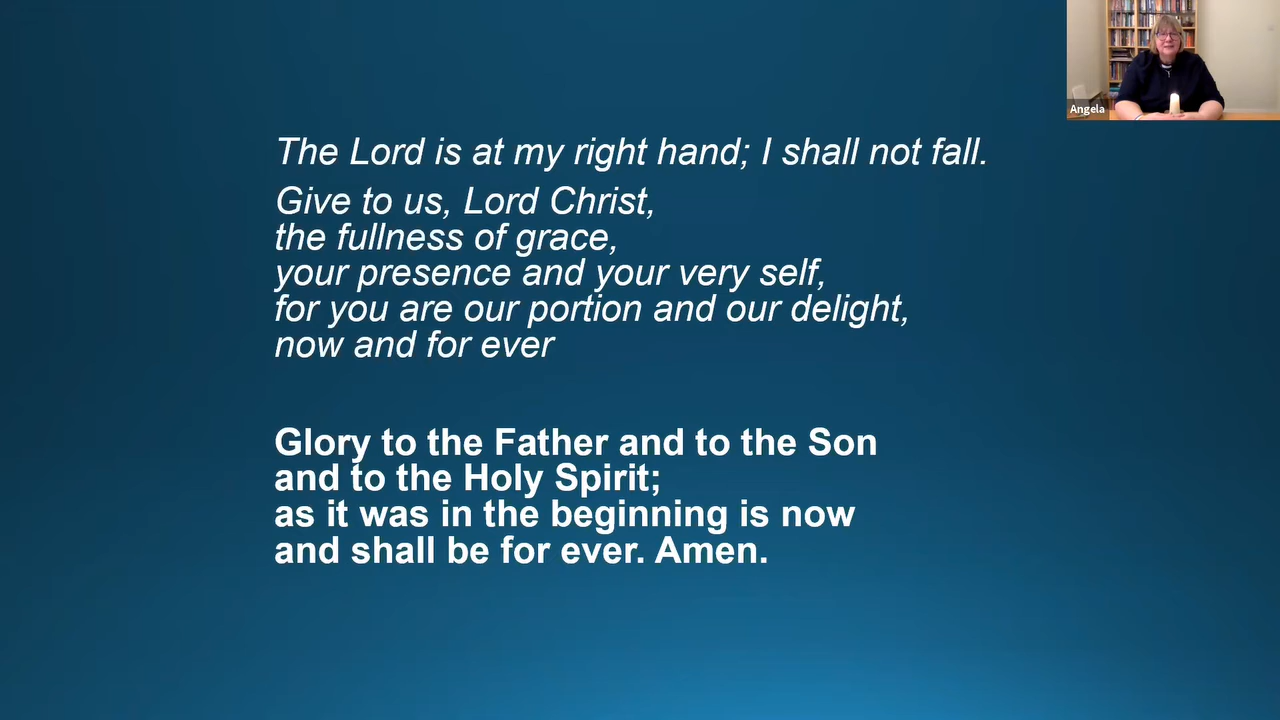 Angela
The Lord is at my right hand; I shall not fall.
Give to us, Lord Christ,
the fullness of grace,
your presence and your very self,
for you are our portion and our delight,
now and for ever
Glory to the Father and to the Son
and to the Holy Spirit;
as it was in the beginning is now
and shall be for ever. Amen.